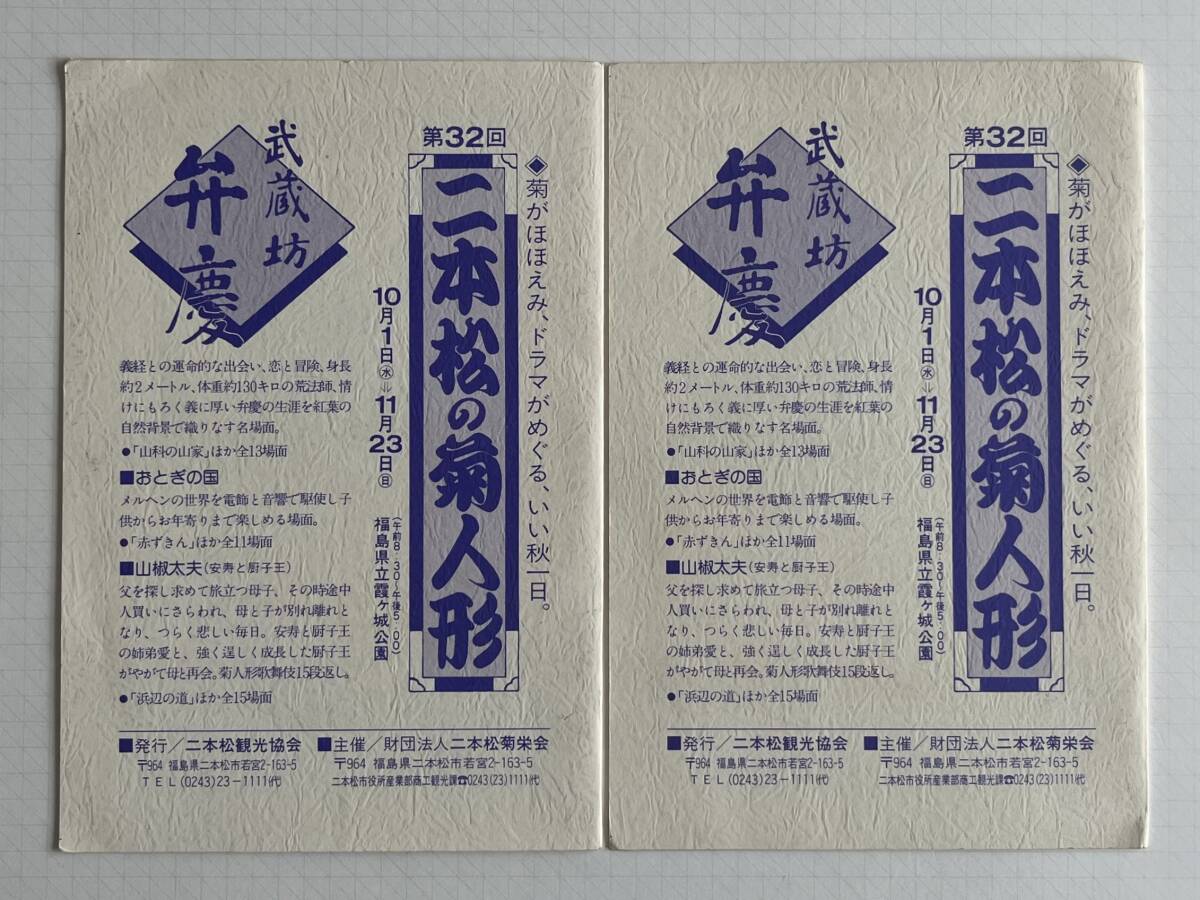 第32回
◆菊がほほえみ、ドラマがめぐる、いい秋一日。
二本松の菊人形
10月1日㊌⇨11月23日㊐
(午前8・30〜午後5・00)
福島県立霞ヶ城公園
武蔵坊
弁慶
義経との運命的な出会い、恋と冒険、身長
約2メートル、体重約130キロの荒法師、情
けにもろく義に厚い弁慶の生涯を紅葉の
自然背景で織りなす名場面。
●「山科の山家」ほか全13場面
■おとぎの国
メルヘンの世界を電飾と音響で駆使し子
供からお年寄りまで楽しめる場面。
●「赤ずきん」ほか全11場面
■山椒太夫(安寿と厨子王)
父を探し求めて旅立つ母子、その時途中
人買いにさらわれ、母と子が別れ離れと
なり、つらく悲しい毎日。安寿と厨子王
の姉弟愛と、強く逞しく成長した厨子王
がやがて母と再会。菊人形歌舞伎15段返し。
●「浜辺の道」ほか全15場面
■発行/二本松観光協会
〒964 福島県二本松市若宮2-163-5
TEL(0243)23-1111㈹
■主催/財団法人二本松菊栄会
〒964 福島県二本松市若宮2-163-5
二本松市役所産業部商工観光課☎0243(23)1111㈹
第32回
◆菊がほほえみ、ドラマがめぐる、いい秋一日。
二本松の菊人形
10月1日㊌⇨11月23日㊐
(午前8・30〜午後5・00)
福島県立霞ヶ城公園
武蔵坊
弁慶
義経との運命的な出会い、恋と冒険、身長
約2メートル、体重約130キロの荒法師、情
けにもろく義に厚い弁慶の生涯を紅葉の
自然背景で織りなす名場面。
●「山科の山家」ほか全13場面
■おとぎの国
メルヘンの世界を電飾と音響で駆使し子
供からお年寄りまで楽しめる場面。
●「赤ずきん」ほか全11場面
■山椒太夫(安寿と厨子王)
父を探し求めて旅立つ母子、その時途中
人買いにさらわれ、母と子が別れ離れと
なり、つらく悲しい毎日。安寿と厨子王
の姉弟愛と、強く逞しく成長した厨子王
がやがて母と再会。菊人形歌舞伎15段返し。
●「浜辺の道」ほか全15場面
■発行/二本松観光協会
〒964 福島県二本松市若宮2-163-5
TEL(0243)23-1111㈹
■主催/財団法人二本松菊栄会
〒964 福島県二本松市若宮2-163-5
二本松市役所産業部商工観光課☎0243(23)1111㈹